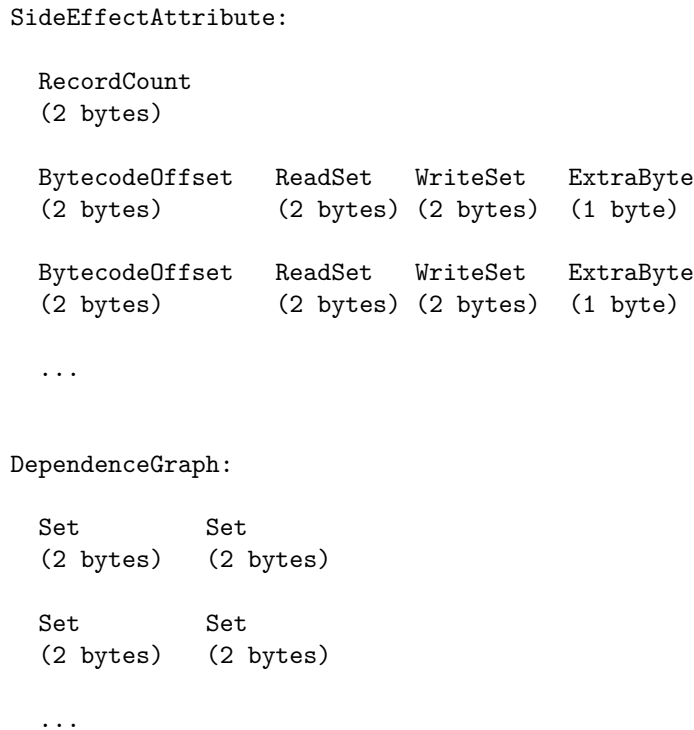 SideEffectAttribute:
RecordCount
(2 bytes)
BytecodeOffset ReadSet WriteSet ExtraByte
(2 bytes) (2 bytes) (2 bytes) (1 byte)
BytecodeOffset ReadSet WriteSet ExtraByte
(2 bytes) (2 bytes) (2 bytes) (1 byte)
...
DependenceGraph:
Set Set
(2 bytes) (2 bytes)
Set Set
(2 bytes) (2 bytes)
...